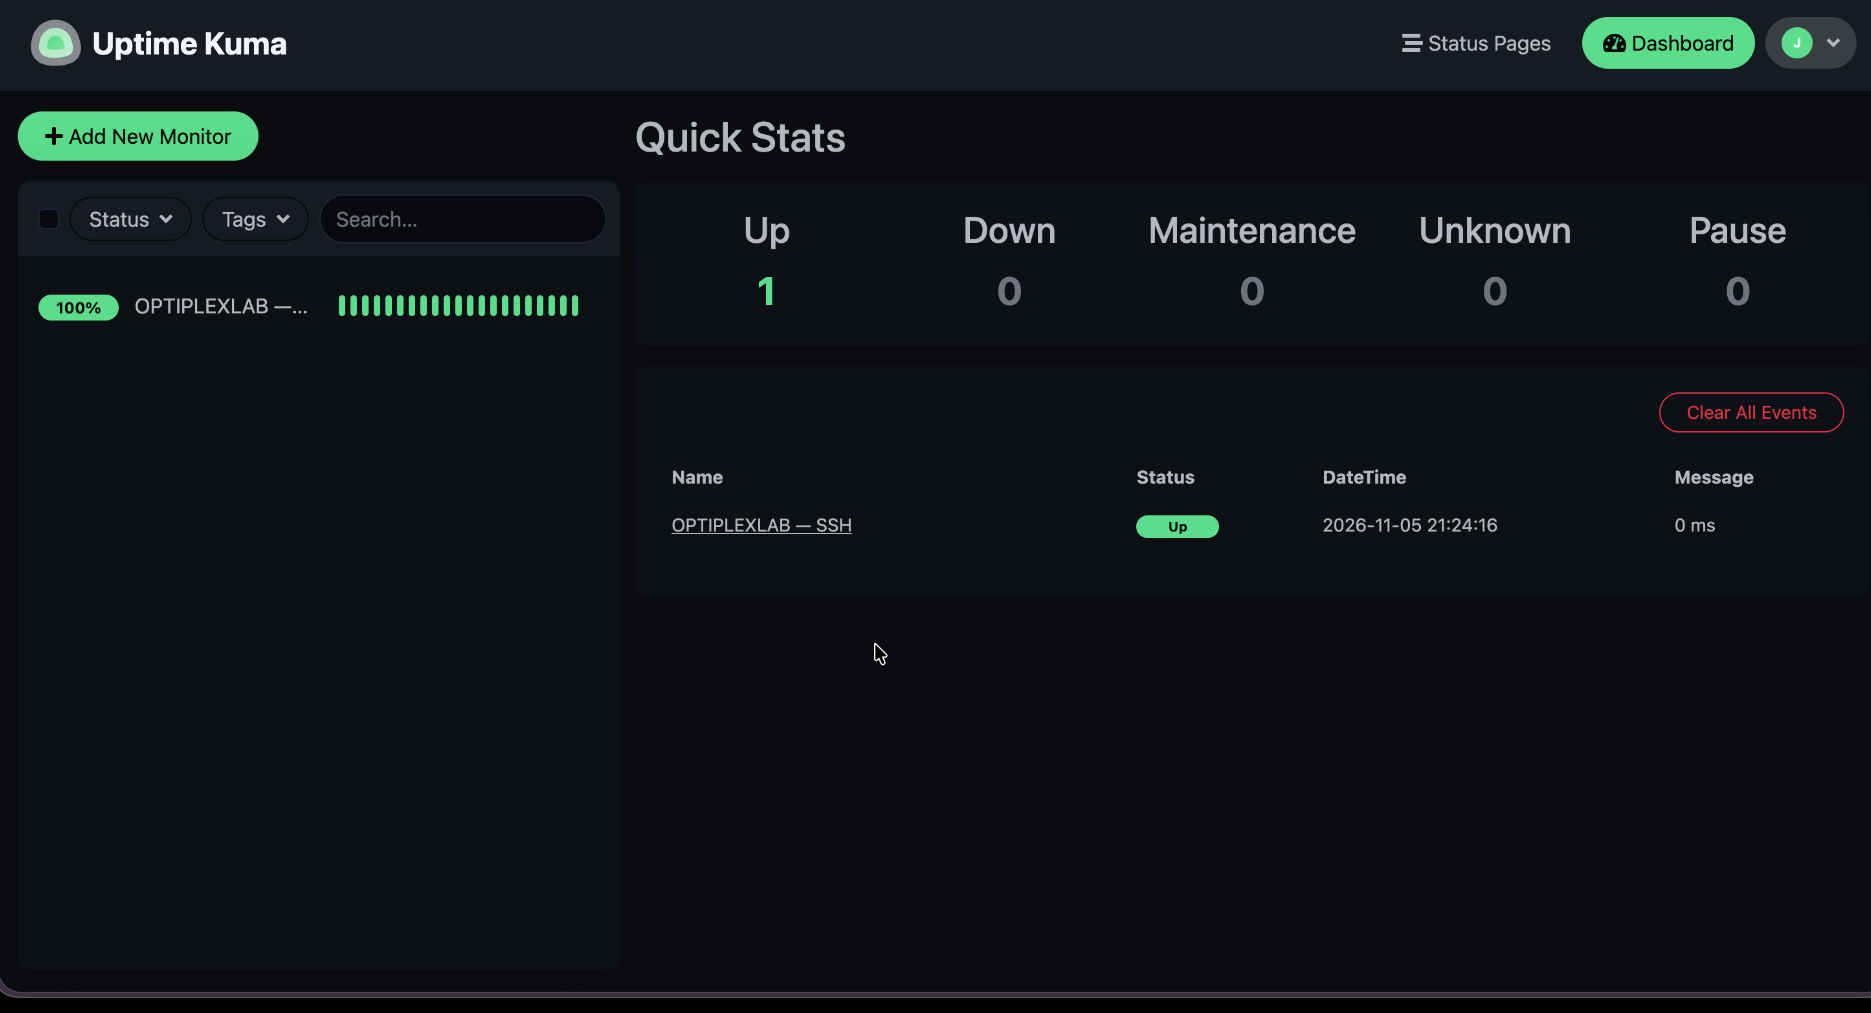 Uptime Kuma
Status Pages
Dashboard
J
Add New Monitor
Status
Tags
Search...
100%
OPTIPLEXLAB —...
Quick Stats
Up
Down
Maintenance
Unknown
Pause
1
0
0
0
0
Clear All Events
Name
Status
DateTime
Message
OPTIPLEXLAB — SSH
Up
2026-11-05 21:24:16
0 ms